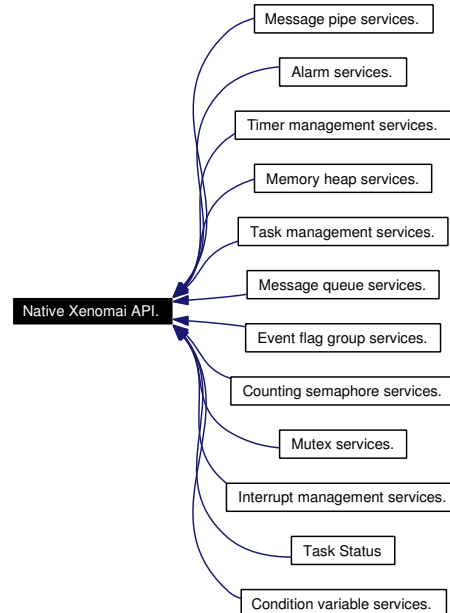 Message pipe services.
Alarm services.
Timer management services.
Memory heap services.
Task management services.
Message queue services.
Native Xenomai API.
Event flag group services.
Counting semaphore services.
Mutex services.
Interrupt management services.
Task Status
Condition variable services.